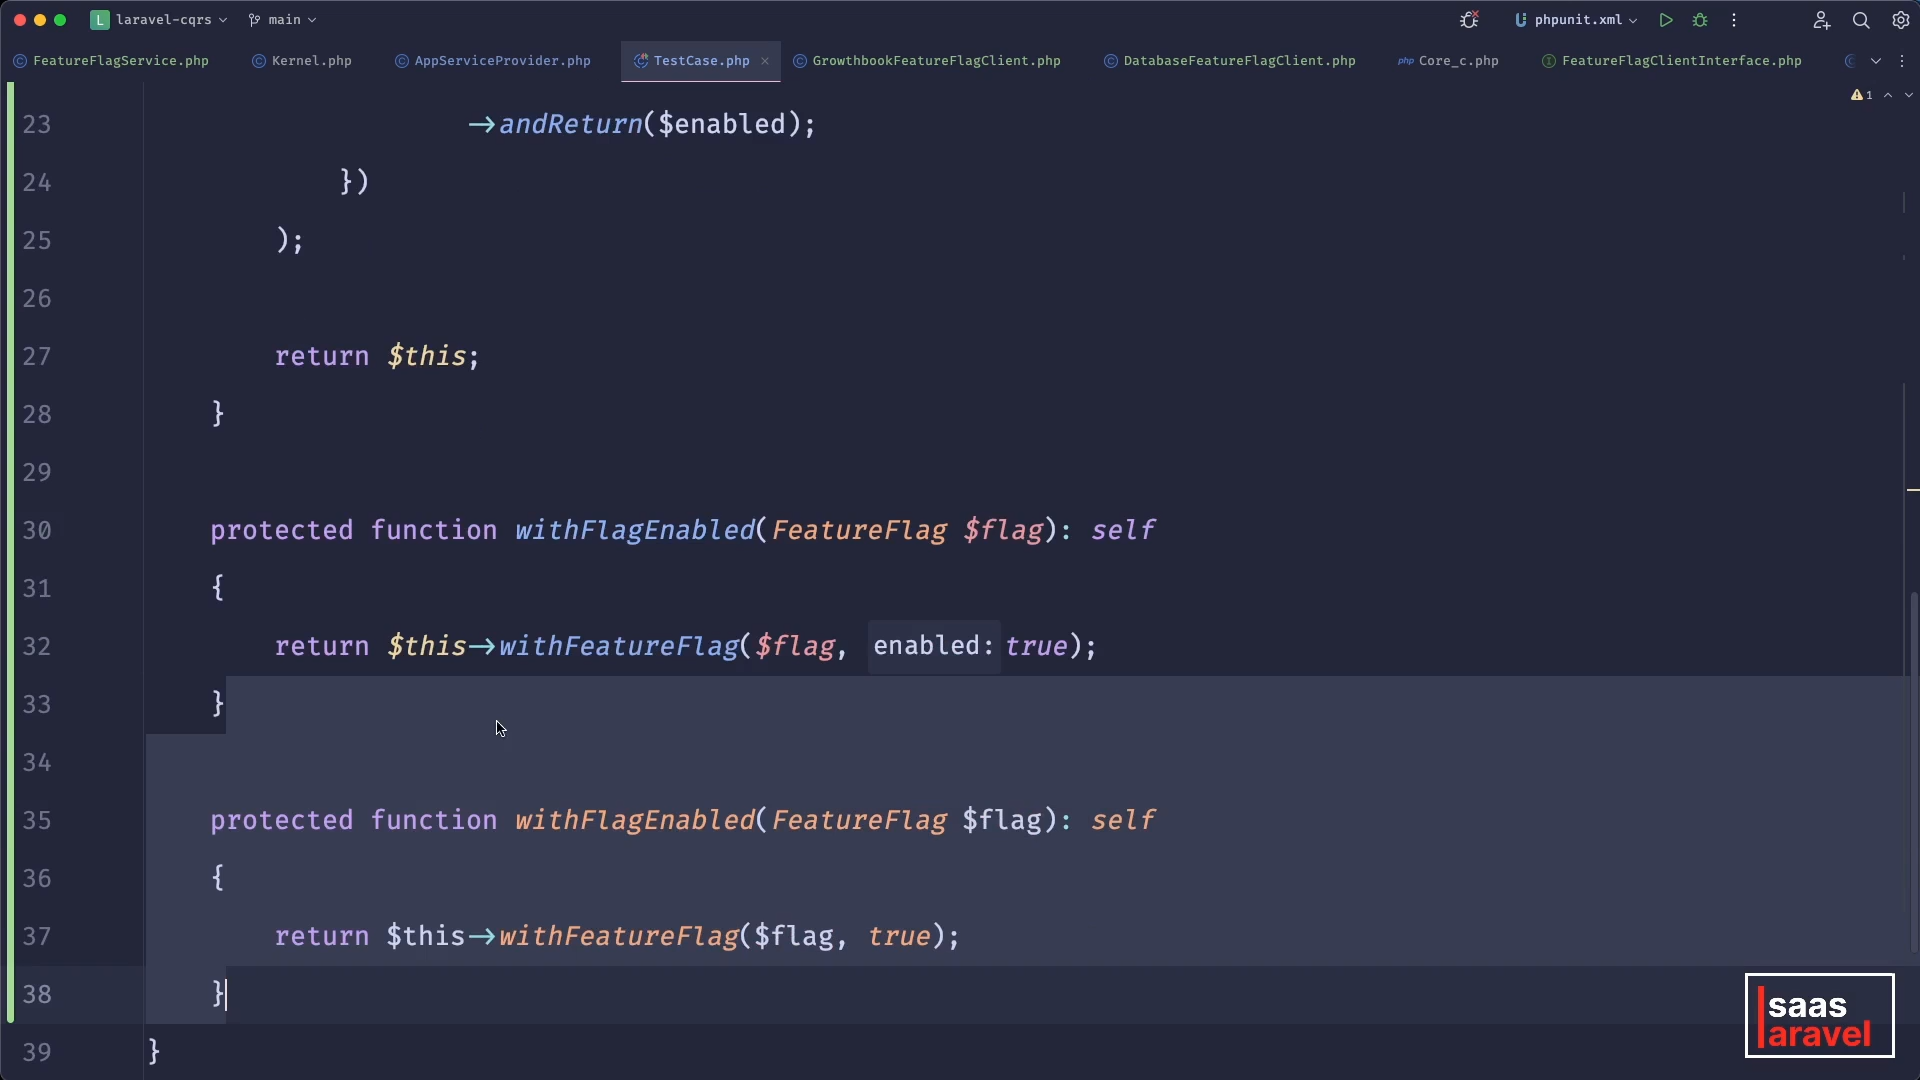 L laravel-cqrs main phpunit.xml
FeatureFlagService.php Kernel.php AppServiceProvider.php TestCase.php GrowthbookFeatureFlagClient.php DatabaseFeatureFlagClient.php php Core_c.php FeatureFlagClientInterface.php
1
23 ->andReturn($enabled);
24 })
25 );
26
27 return $this;
28 }
29
30 protected function withFlagEnabled(FeatureFlag $flag): self
31 {
32 return $this->withFeatureFlag($flag, enabled: true);
33 }
34
35 protected function withFlagEnabled(FeatureFlag $flag): self
36 {
37 return $this->withFeatureFlag($flag, true);
38 }
39 }
saas
laravel